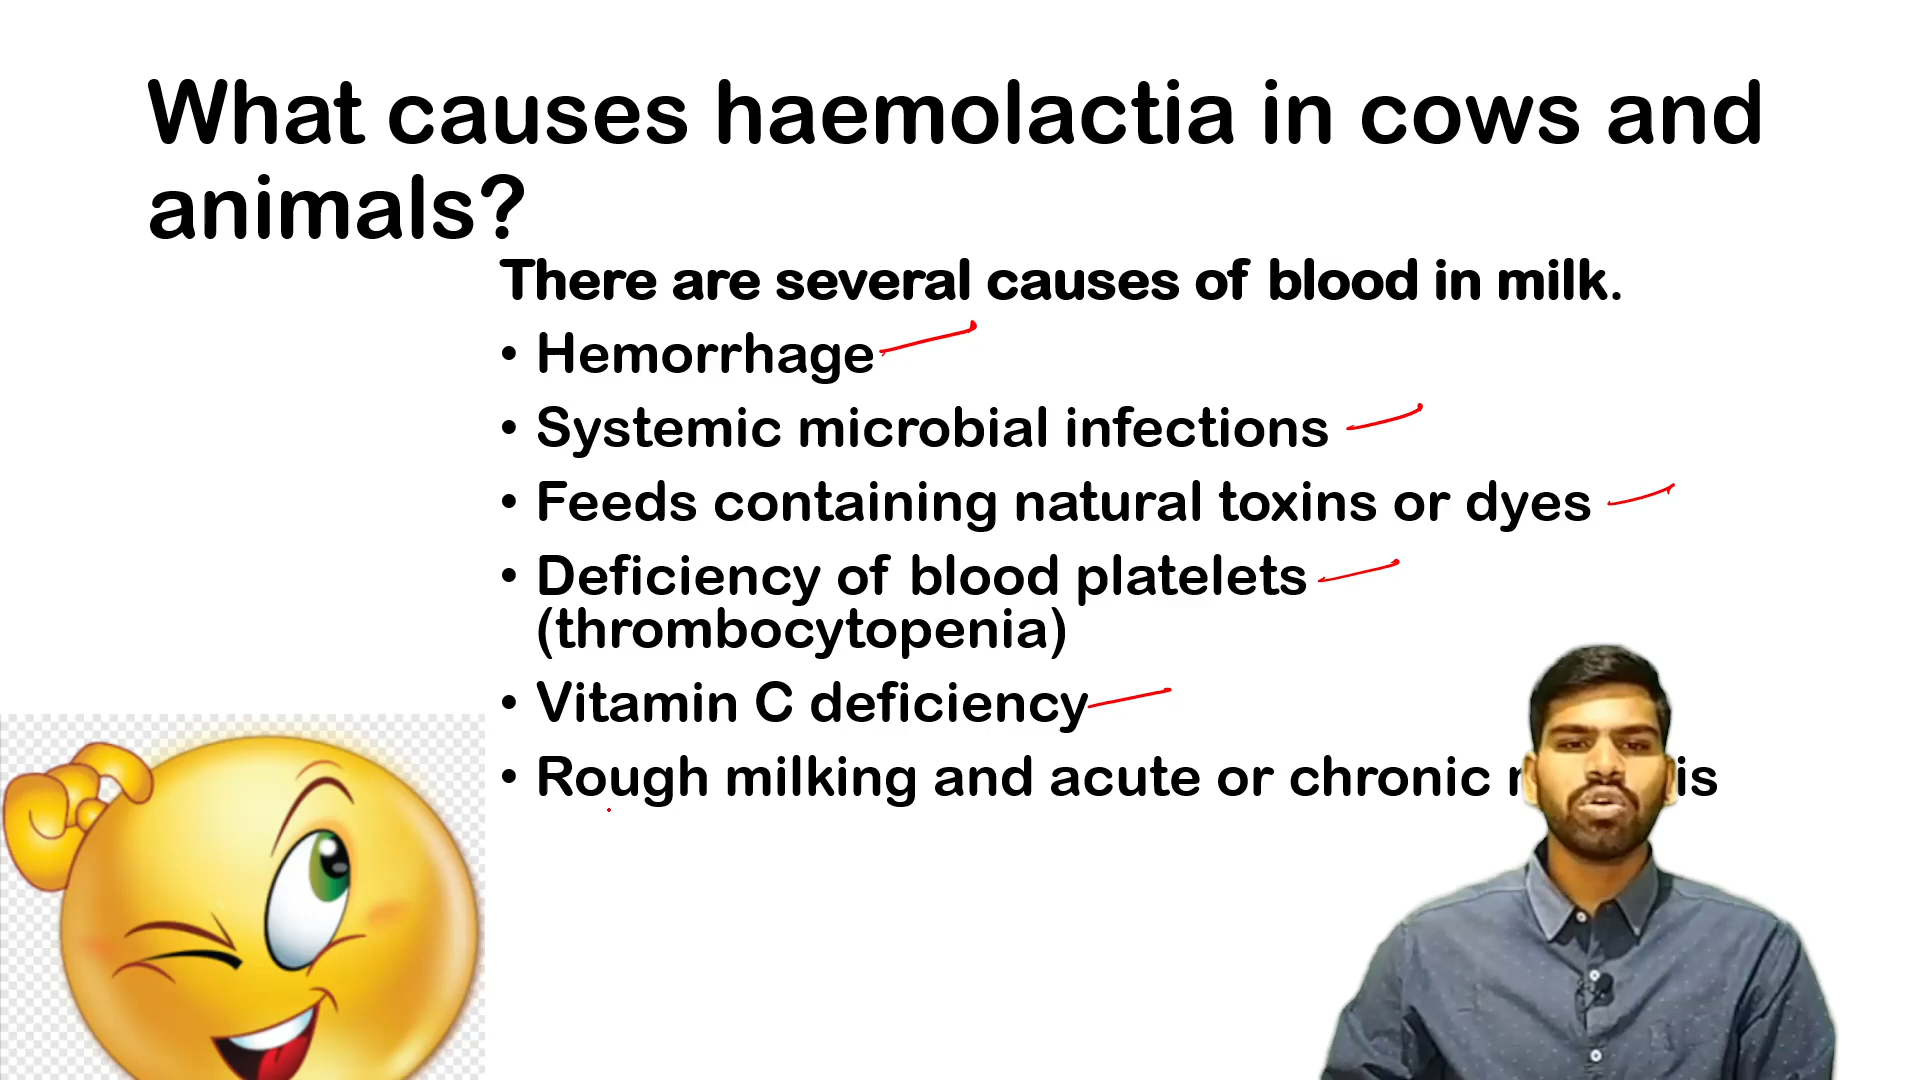 What causes haemolactia in cows and
animals?
There are several causes of blood in milk.
• Hemorrhage
• Systemic microbial infections
• Feeds containing natural toxins or dyes
• Deficiency of blood platelets
(thrombocytopenia)
• Vitamin C deficiency
• Rough milking and acute or chronic